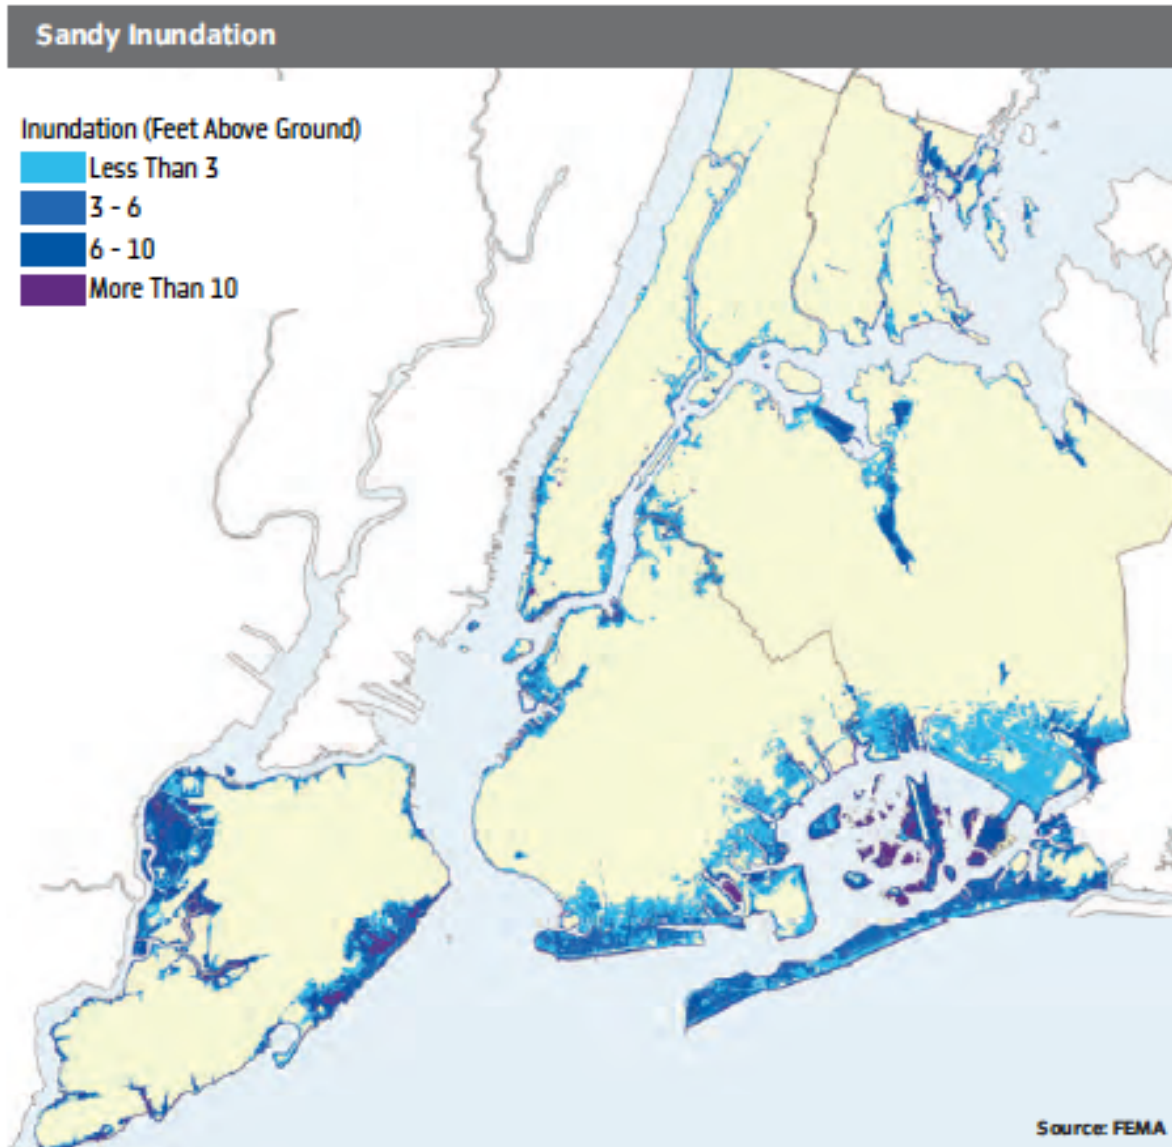 Sandy Inundation
Inundation (Feet Above Ground)
Less Than 3
3 - 6
6 - 10
More Than 10
Source: FEMA